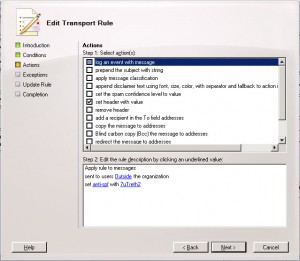 Edit Transport Rule
Introduction
Conditions
Actions
Exceptions
Update Rule
Completion
Actions
Step 1: Select action(s):
log an event with message
prepend the subject with string
apply message classification
append disclaimer text using font, size, color, with separator and fallback to action i
set the spam confidence level to value
set header with value
remove header
add a recipient in the To field addresses
copy the message to addresses
Blind carbon copy (Bcc) the message to addresses
redirect the message to addresses
Step 2: Edit the rule description by clicking an underlined value:
Apply rule to messages
sent to users Outside the organization
set anti-spf with
Help
< Back
Next >
Cancel